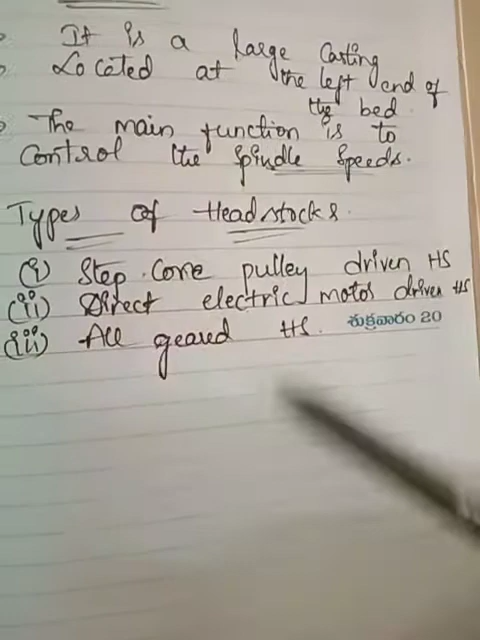 It is a large Casting
Located at the left end of
the bed.
The main function is to
Control the Spindle Speeds.
Types of Headstocks.
(i) Step Cone pulley driven HS
(ii) Direct electric motor driven HS
(iii) All geared HS.
శుక్రవారం 20